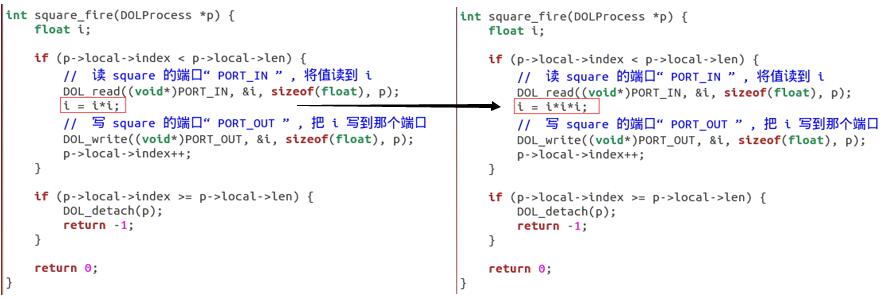 int square_fire(DOLProcess *p) {
float i;
if (p->local->index < p->local->len) {
// 读 square 的端口“ PORT_IN ” , 将值读到 i
DOL_read((void*)PORT_IN, &i, sizeof(float), p);
i = i*i;
// 写 square 的端口“ PORT_OUT ” , 把 i 写到那个端口
DOL_write((void*)PORT_OUT, &i, sizeof(float), p);
p->local->index++;
}
if (p->local->index >= p->local->len) {
DOL_detach(p);
return -1;
}
return 0;
}
int square_fire(DOLProcess *p) {
float i;
if (p->local->index < p->local->len) {
// 读 square 的端口“ PORT_IN ” , 将值读到 i
DOL_read((void*)PORT_IN, &i, sizeof(float), p);
i = i*i*i;
// 写 square 的端口“ PORT_OUT ” , 把 i 写到那个端口
DOL_write((void*)PORT_OUT, &i, sizeof(float), p);
p->local->index++;
}
if (p->local->index >= p->local->len) {
DOL_detach(p);
return -1;
}
return 0;
}